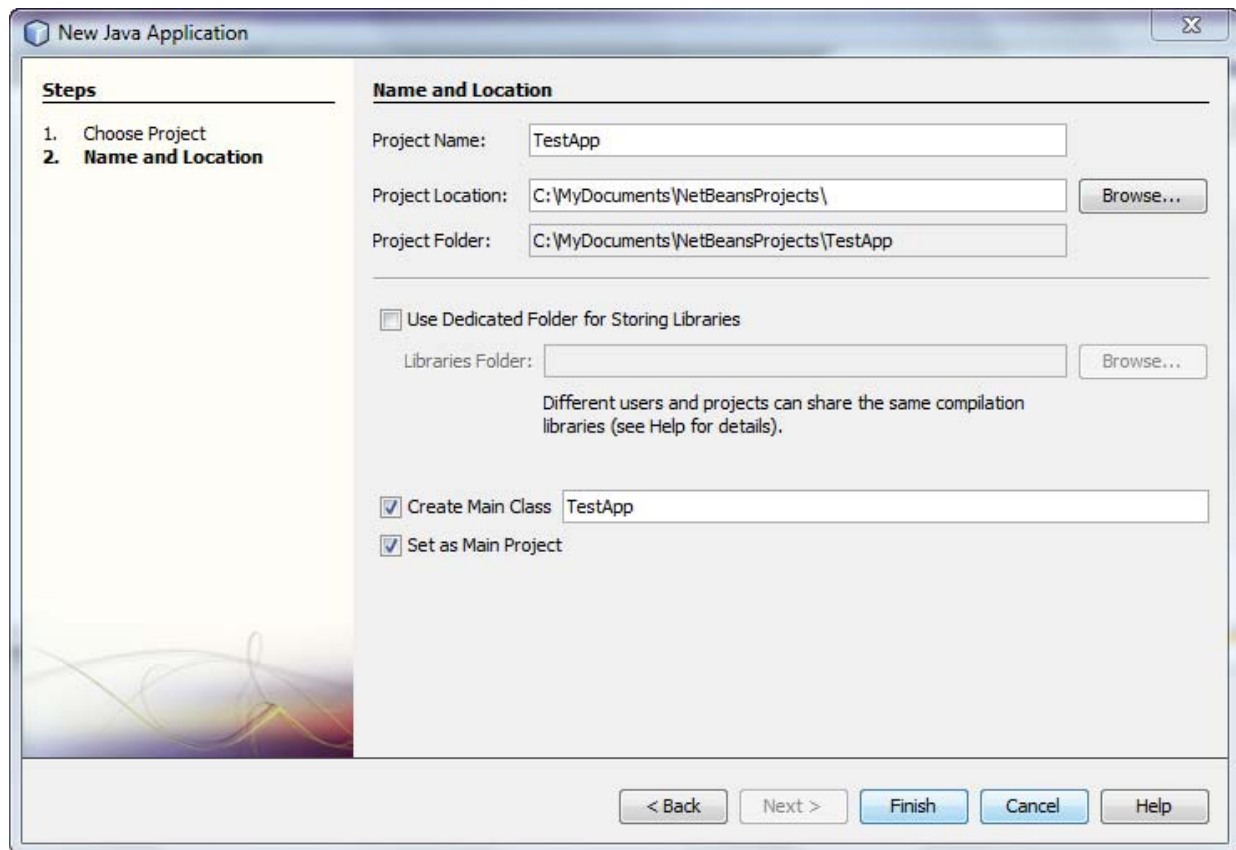 New Java Application
Steps
1. Choose Project
2. Name and Location
Name and Location
Project Name: TestApp
Project Location: C:\MyDocuments\NetBeansProjects\ Browse...
Project Folder: C:\MyDocuments\NetBeansProjects\TestApp
Use Dedicated Folder for Storing Libraries
Libraries Folder: Browse...
Different users and projects can share the same compilation
libraries (see Help for details).
Create Main Class TestApp
Set as Main Project
< Back Next > Finish Cancel Help